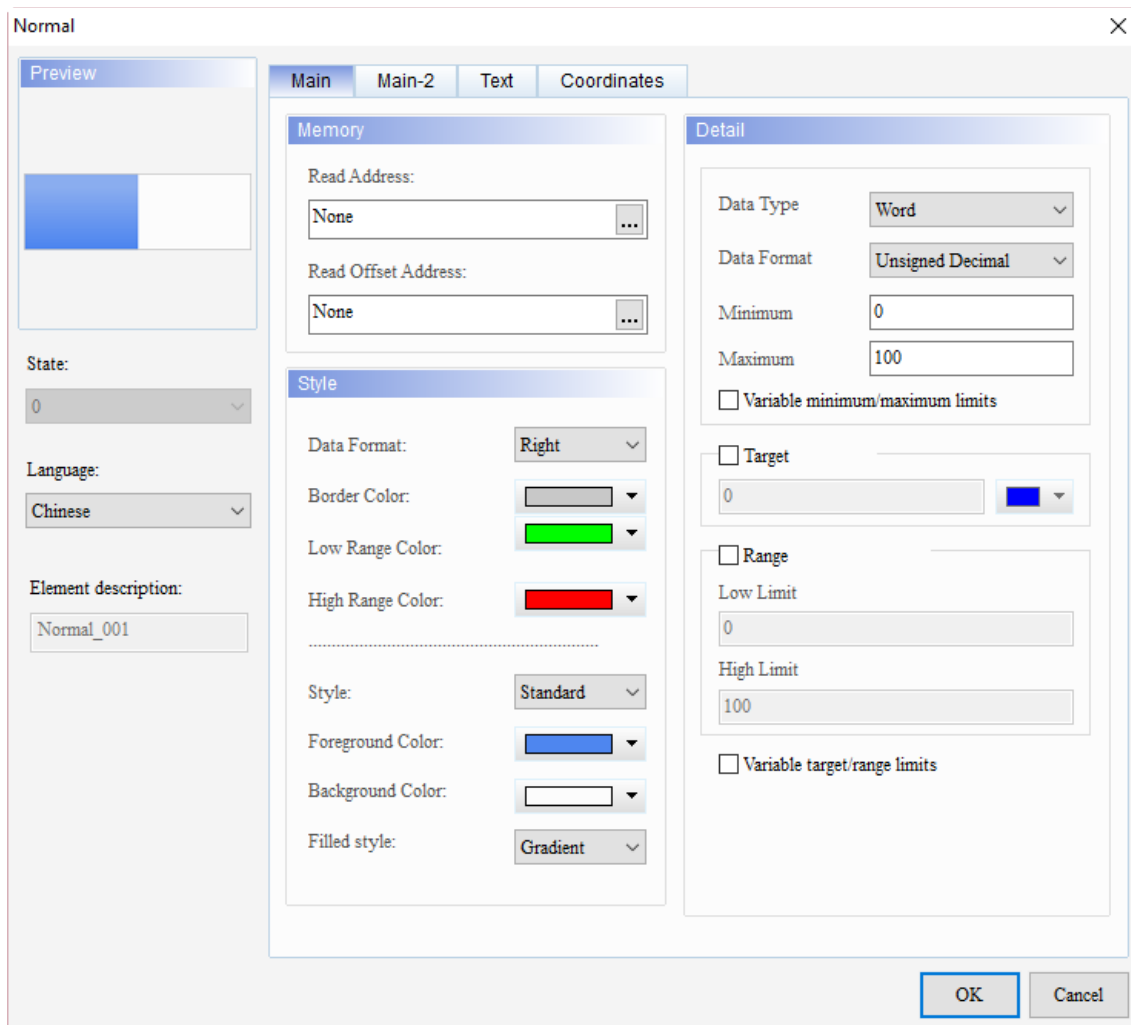 Normal
Preview
State:
0
Language:
Chinese
Element description:
Normal_001
Main
Main-2
Text
Coordinates
Memory
Read Address:
None
...
Read Offset Address:
None
...
Style
Data Format:
Right
Border Color:
Low Range Color:
High Range Color:
Style:
Standard
Foreground Color:
Background Color:
Filled style:
Gradient
Detail
Data Type
Word
Data Format
Unsigned Decimal
Minimum
0
Maximum
100
Variable minimum/maximum limits
Target
0
Range
Low Limit
0
High Limit
100
Variable target/range limits
OK
Cancel